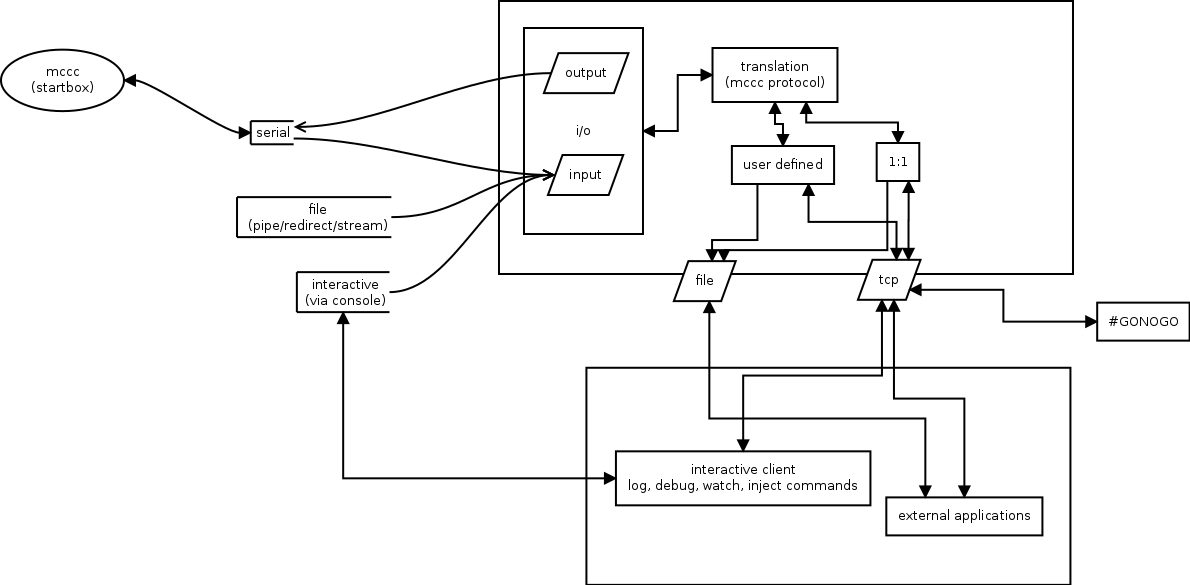 mccc
(startbox)
serial
file
(pipe/redirect/stream)
interactive
(via console)
output
i/o
input
translation
(mccc protocol)
user defined
1:1
file
tcp
#GONOGO
interactive client
log, debug, watch, inject commands
external applications